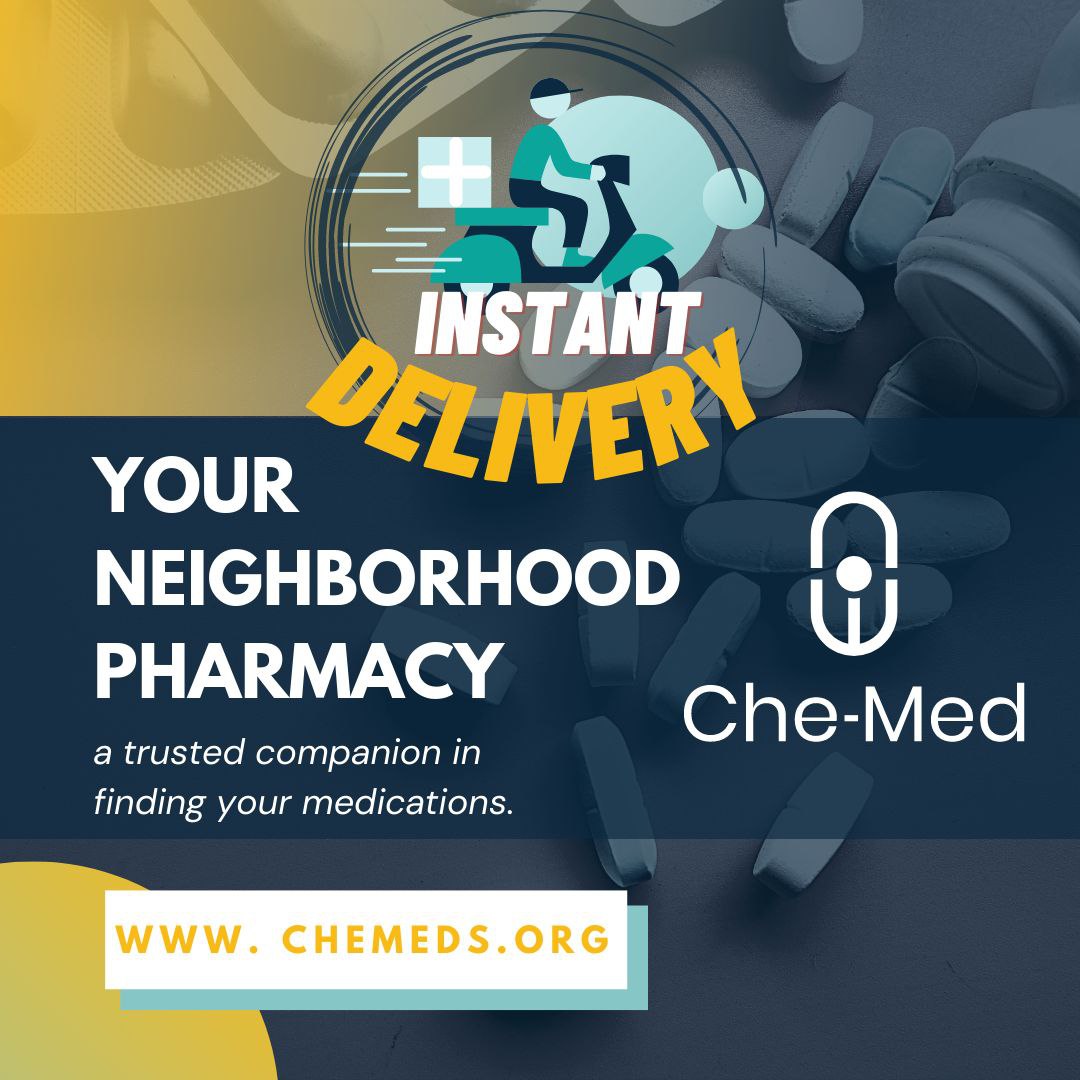 INSTANT
DELIVERY
YOUR
NEIGHBORHOOD
PHARMACY
a trusted companion in
finding your medications.
Che-Med
WWW. CHEMEDS.ORG